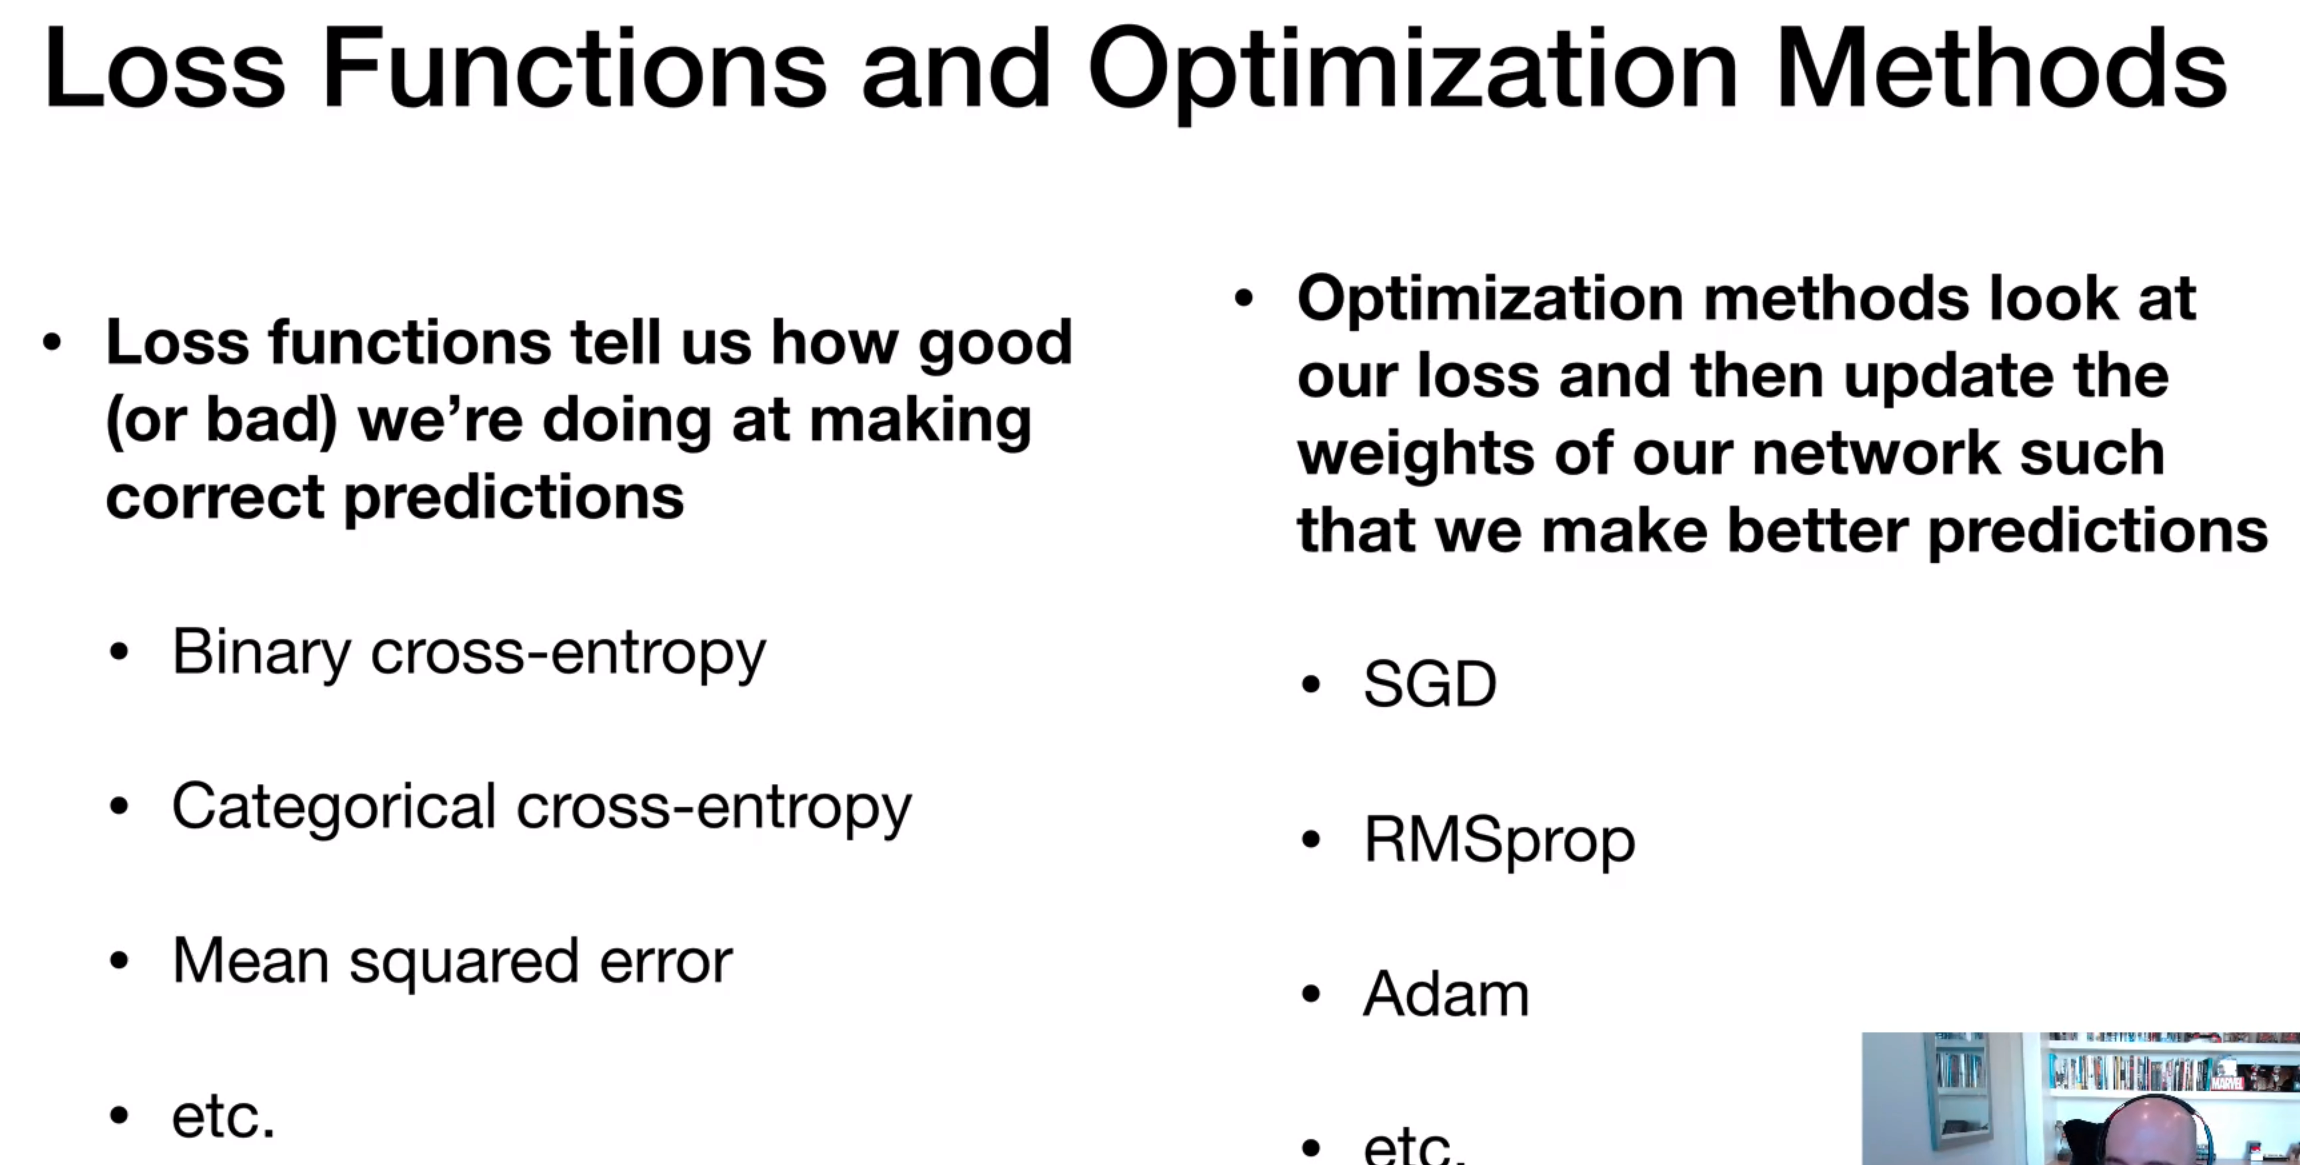 Loss Functions and Optimization Methods
• Loss functions tell us how good
(or bad) we’re doing at making
correct predictions
• Binary cross-entropy
• Categorical cross-entropy
• Mean squared error
• etc.
• Optimization methods look at
our loss and then update the
weights of our network such
that we make better predictions
• SGD
• RMSprop
• Adam
• etc.
MARVEL